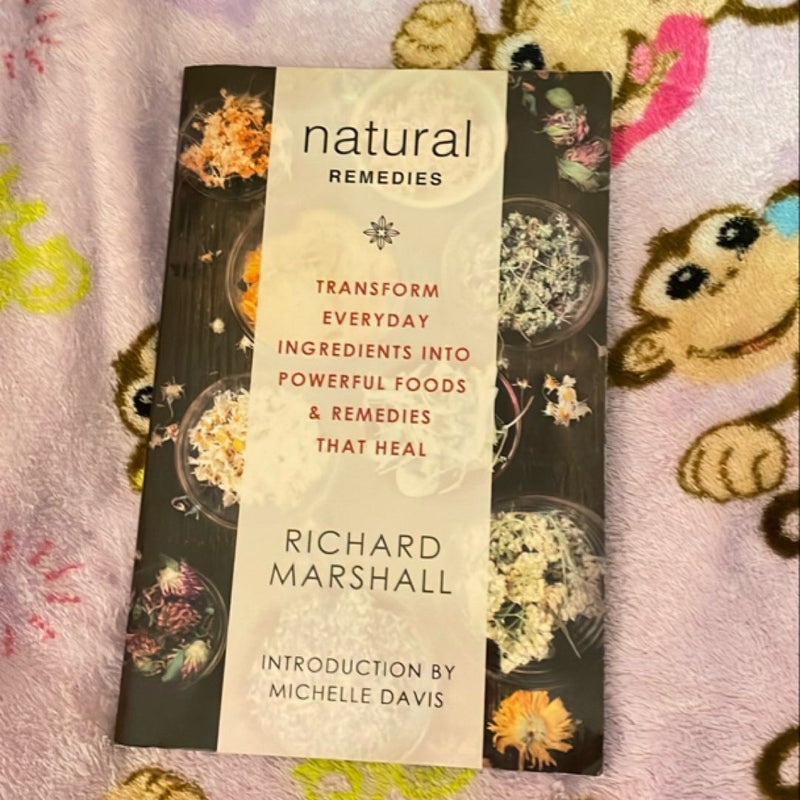 natural
REMEDIES
TRANSFORM
EVERYDAY
INGREDIENTS INTO
POWERFUL FOODS
& REMEDIES
THAT HEAL
RICHARD
MARSHALL
INTRODUCTION BY
MICHELLE DAVIS